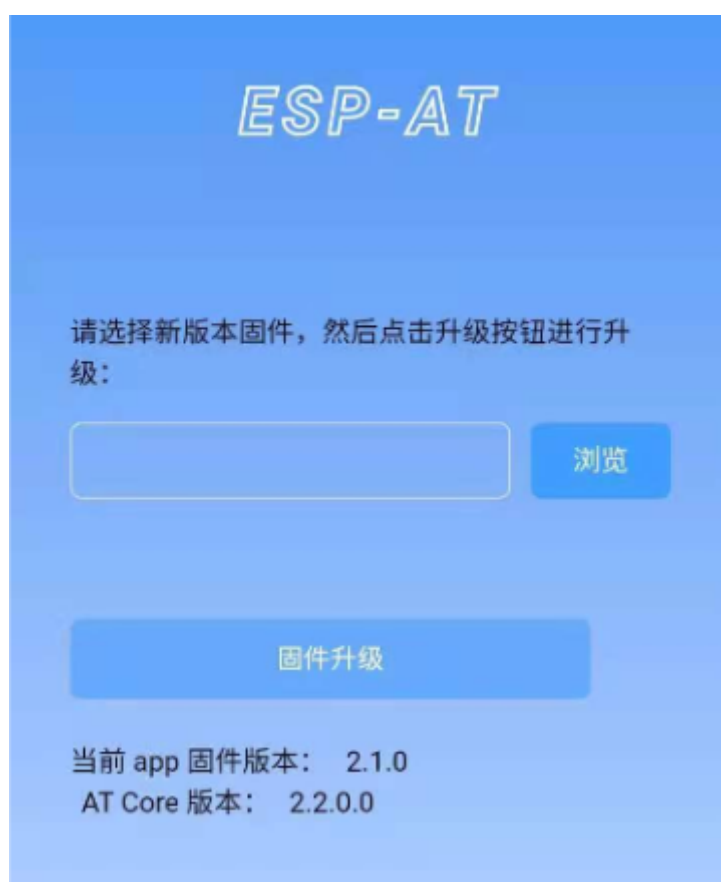 ESP-AT
请选择新版本固件，然后点击升级按钮进行升
级：
浏览
固件升级
当前 app 固件版本： 2.1.0
AT Core 版本： 2.2.0.0